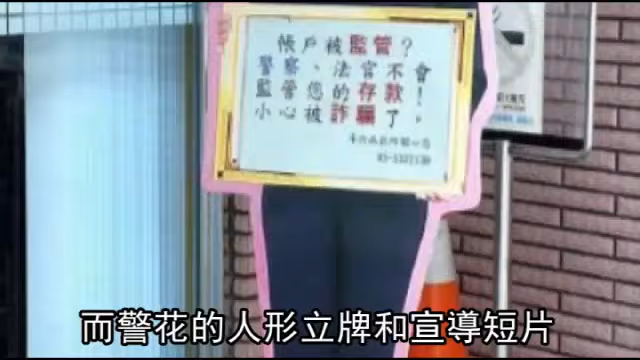 帳戶被監管？
警察、法官不會
監管您的存款！
小心被詐騙了。
而警花的人形立牌和宣導短片